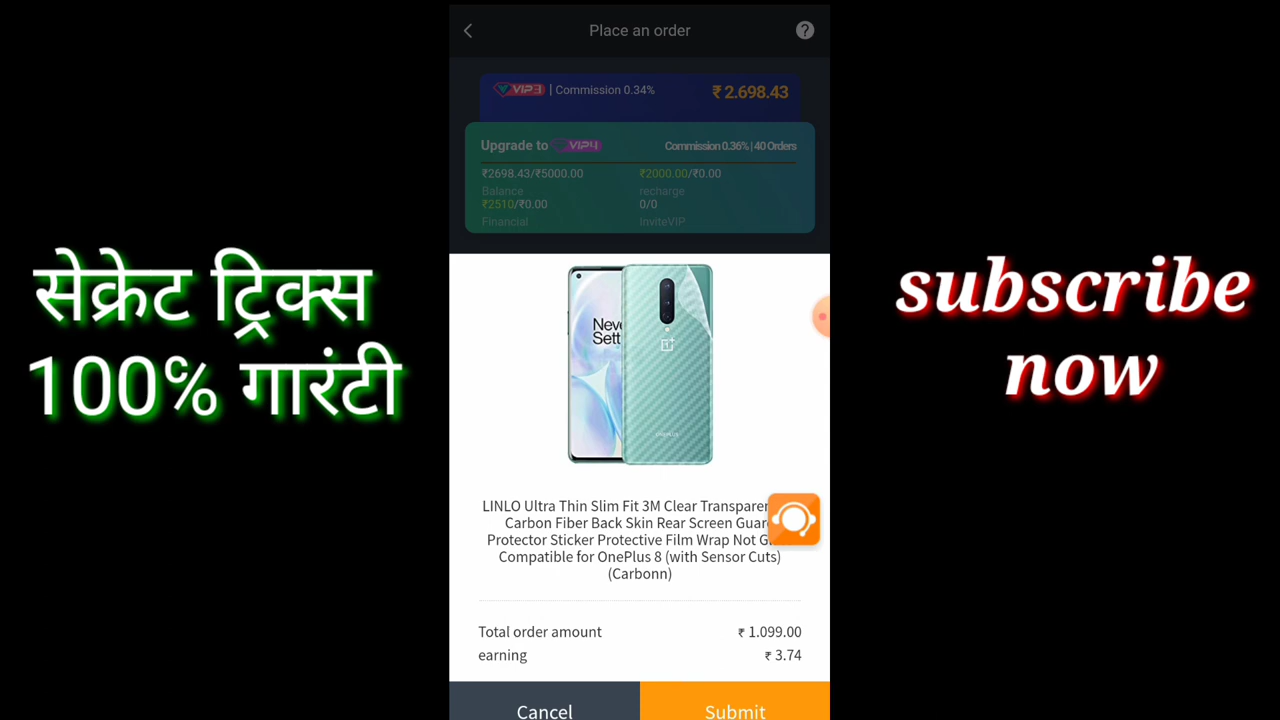 Place an order
?
VIP3 | Commission 0.34%
₹ 2.698.43
Upgrade to VIP4
Commission 0.36% | 40 Orders
₹2698.43/₹5000.00
₹2000.00/₹0.00
Balance
recharge
₹2510/₹0.00
0/0
Financial
InviteVIP
सेक्रेट ट्रिक्स
100% गारंटी
subscribe
now
Never
Sett
ONEPLUS
LINLO Ultra Thin Slim Fit 3M Clear Transparen
Carbon Fiber Back Skin Rear Screen Guar
Protector Sticker Protective Film Wrap Not G
Compatible for OnePlus 8 (with Sensor Cuts)
(Carbonn)
Total order amount
₹ 1.099.00
earning
₹ 3.74
Cancel
Submit